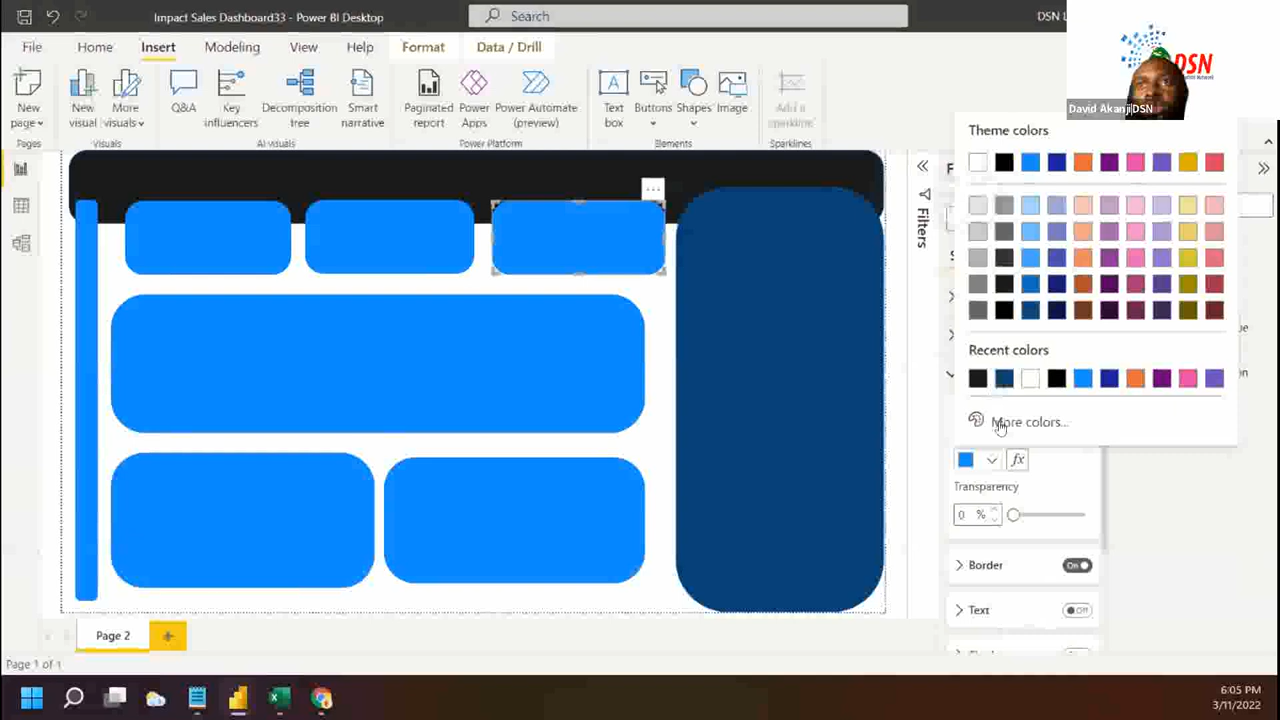 Impact Sales Dashboard33 - Power BI Desktop
Search
DSN
File Home Insert Modeling View Help Format Data / Drill
DSN
David Akanji|DSN
New page
New visual
More visuals
Q&A
Key influencers
Decomposition tree
Smart narrative
Paginated report
Power Apps
Power Automate (preview)
Text box
Buttons
Shapes
Image
Add a sparkline
Pages
Visuals
AI visuals
Power Platform
Elements
Sparklines
Theme colors
Filters
Recent colors
More colors...
fx
Transparency
0 %
Border On
Text Off
Page 2
Page 1 of 1
6:05 PM
3/11/2022